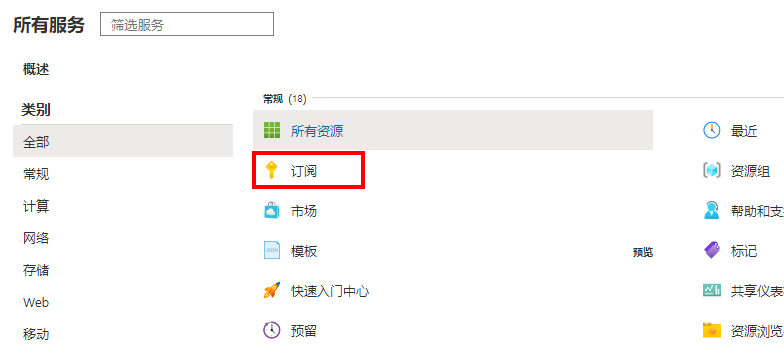 所有服务 筛选服务
概述
类别
全部
常规
计算
网络
存储
Web
移动
常规 (18)
所有资源
订阅
市场
JSON
模板 预览
快速入门中心
预留
最近
资源组
帮助和支
标记
共享仪表
资源浏览